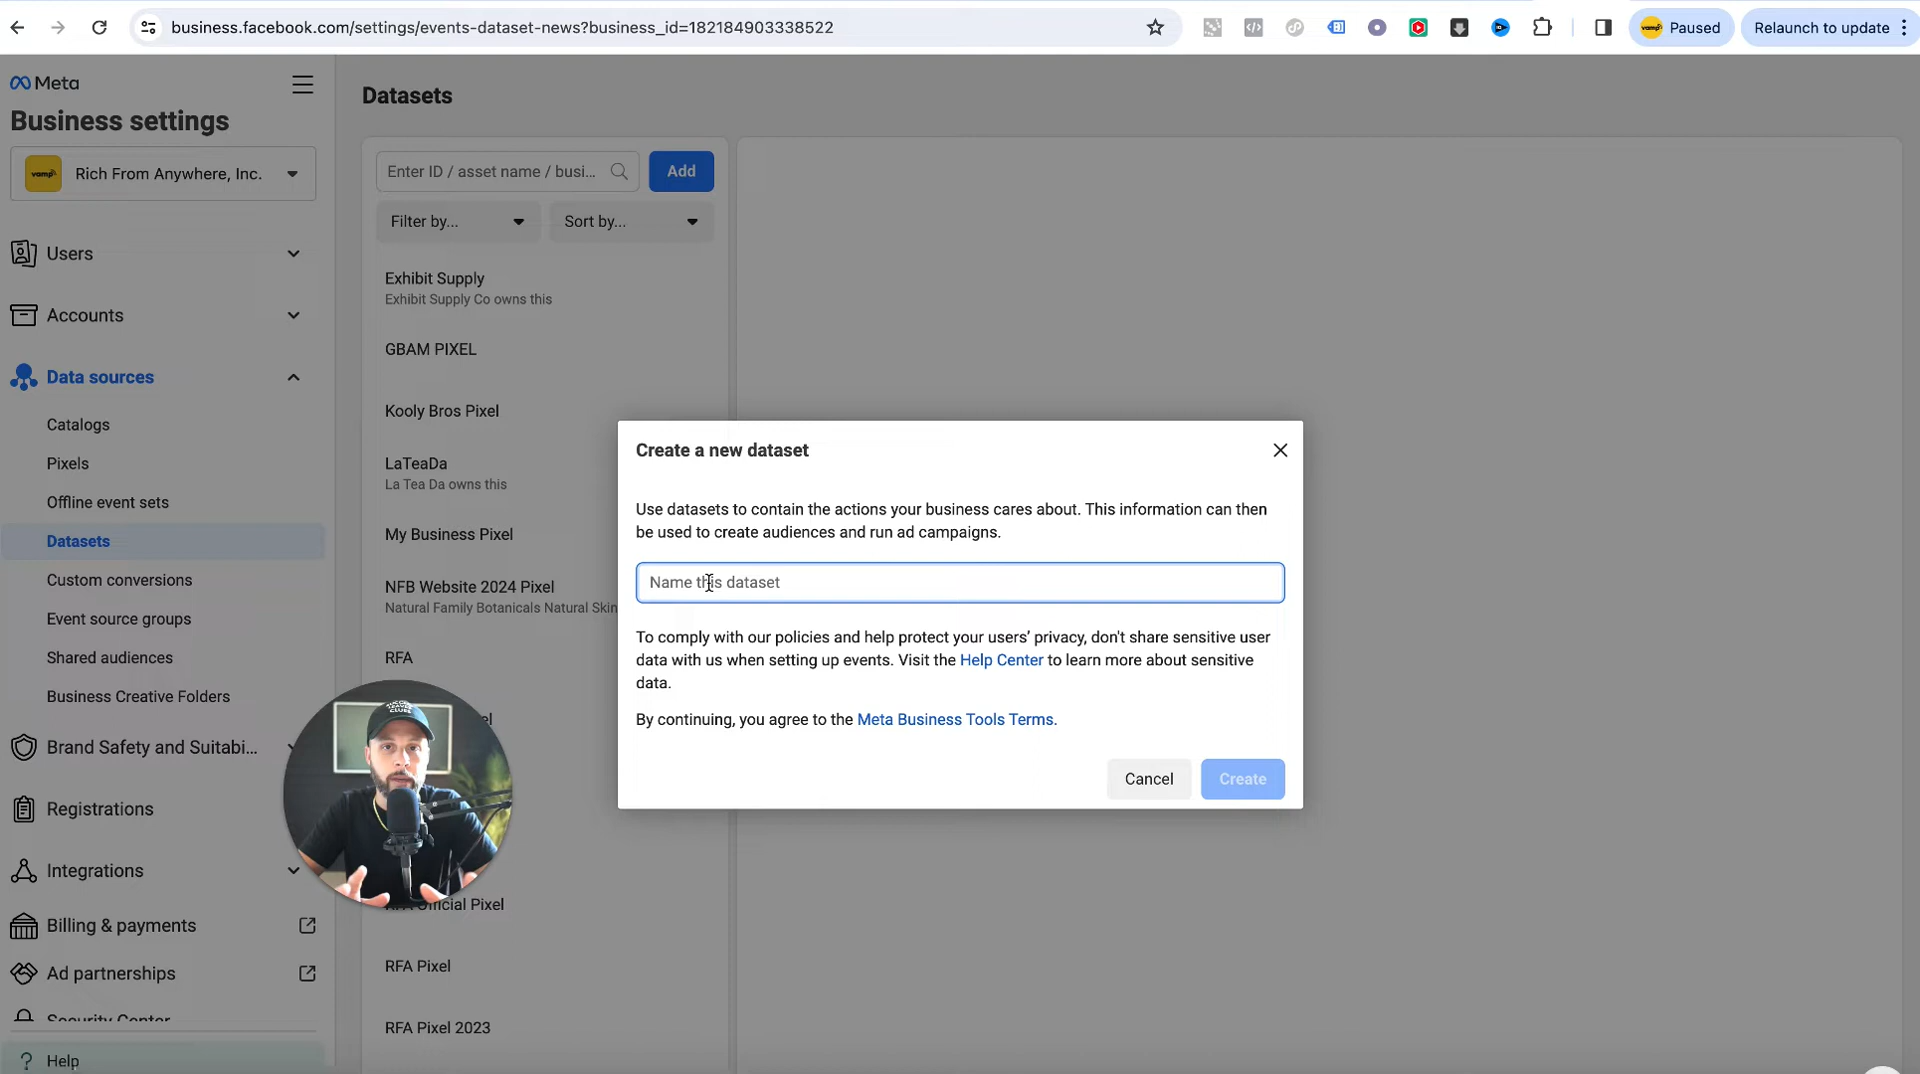 business.facebook.com/settings/events-dataset-news?business_id=182184903338522
Paused
Relaunch to update
Meta
Business settings
vamp
Rich From Anywhere, Inc.
Users
Accounts
Data sources
Catalogs
Pixels
Offline event sets
Datasets
Custom conversions
Event source groups
Shared audiences
Business Creative Folders
Brand Safety and Suitabi...
Registrations
Integrations
Billing & payments
Ad partnerships
Security Center
? Help
Datasets
Enter ID / asset name / busi...
Add
Filter by...
Sort by...
Exhibit Supply
Exhibit Supply Co owns this
GBAM PIXEL
Kooly Bros Pixel
LaTeaDa
La Tea Da owns this
My Business Pixel
NFB Website 2024 Pixel
Natural Family Botanicals Natural Skin
RFA
Official Pixel
RFA Pixel
RFA Pixel 2023
Create a new dataset
Use datasets to contain the actions your business cares about. This information can then
be used to create audiences and run ad campaigns.
Name this dataset
To comply with our policies and help protect your users’ privacy, don't share sensitive user
data with us when setting up events. Visit the Help Center to learn more about sensitive
data.
By continuing, you agree to the Meta Business Tools Terms.
Cancel
Create